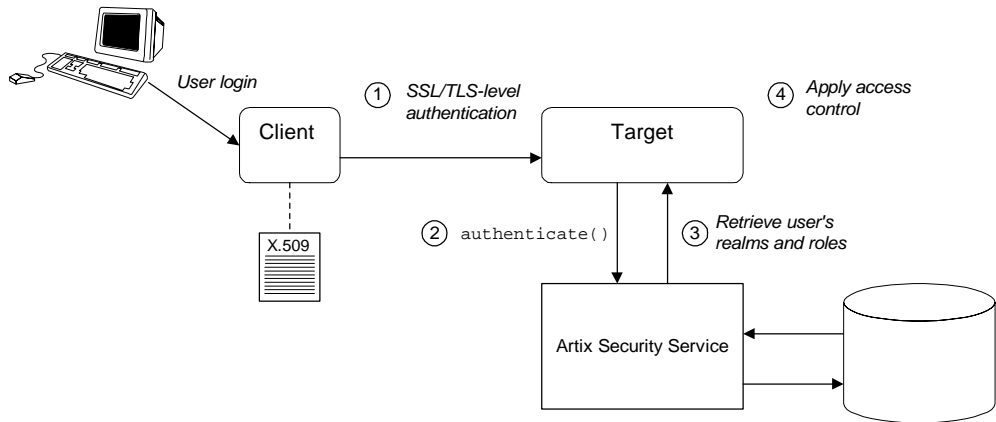 User login
Client
X.509
1 SSL/TLS-level
authentication
Target
4 Apply access
control
2 authenticate()
3 Retrieve user's
realms and roles
Artix Security Service